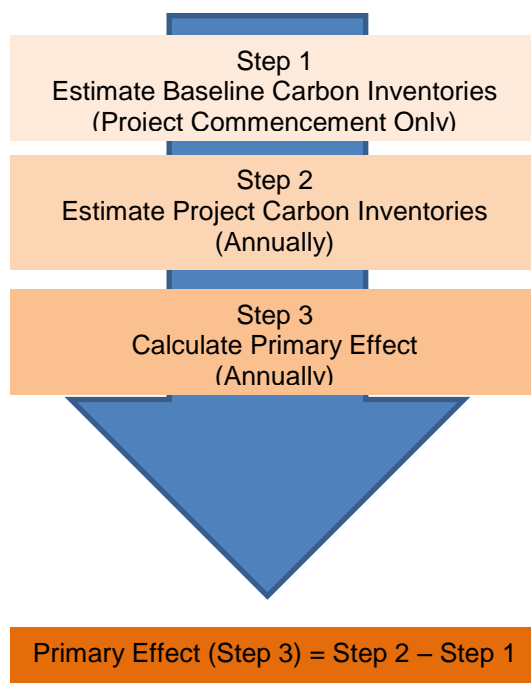 Step 1
Estimate Baseline Carbon Inventories
(Project Commencement Only)
Step 2
Estimate Project Carbon Inventories
(Annually)
Step 3
Calculate Primary Effect
(Annually)
Primary Effect (Step 3) = Step 2 – Step 1